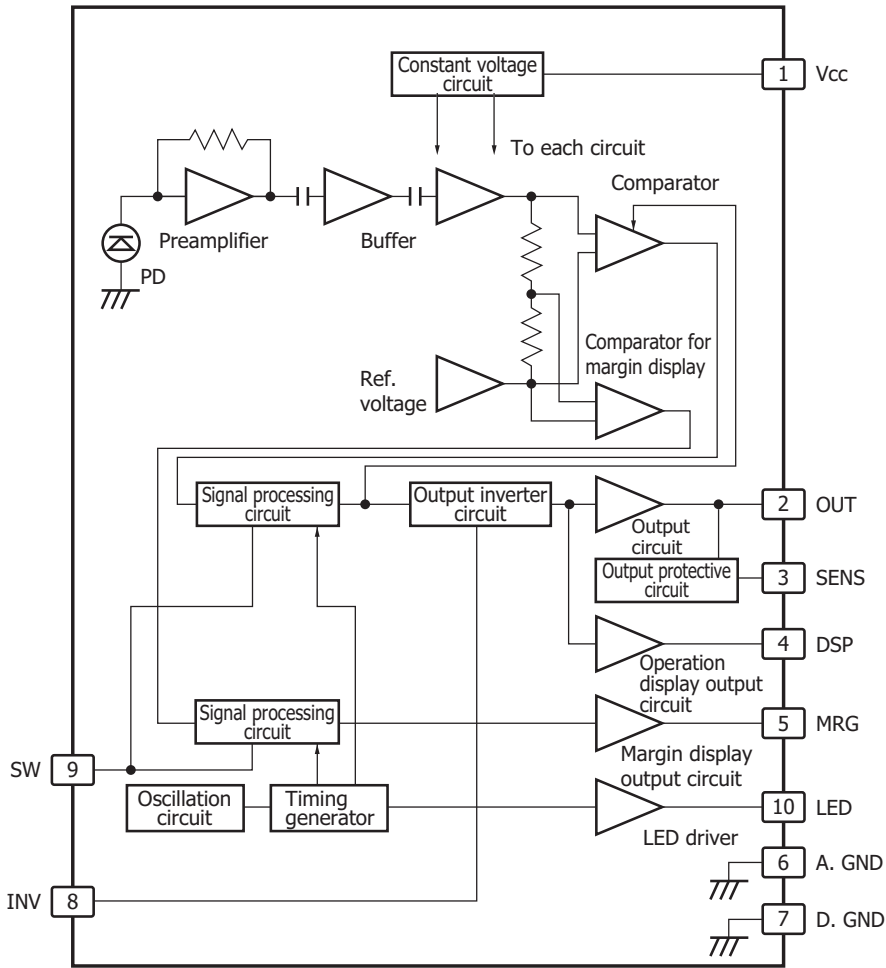 Constant voltage
circuit
1 Vcc
To each circuit
Comparator
Preamplifier
Buffer
PD
Comparator for
margin display
Ref.
voltage
Signal processing
circuit
Output inverter
circuit
2 OUT
Output
circuit
Output protective
circuit
3 SENS
4 DSP
Operation
display output
circuit
Signal processing
circuit
5 MRG
Margin display
output circuit
SW 9
Oscillation
circuit
Timing
generator
10 LED
LED driver
6 A. GND
INV 8
7 D. GND